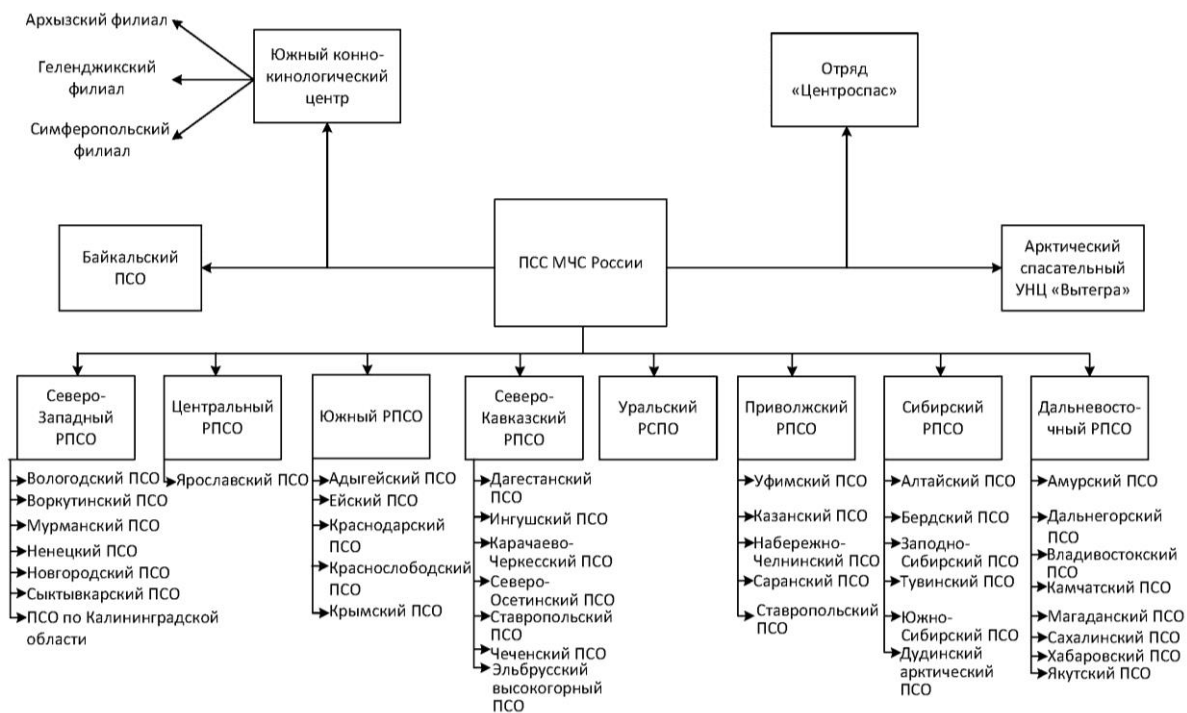 Архызский филиал
Геленджикский
филиал
Симферопольский
филиал
Южный конно-
кинологический
центр
Отряд
«Центроспас»
Байкальский
ПСО
ПСС МЧС России
Арктический
спасательный
УНЦ «Вытегра»
Северо-
Западный
РПСО
Вологодский ПСО
Воркутинский ПСО
Мурманский ПСО
Ненецкий ПСО
Новгородский ПСО
Сыктывкарский ПСО
ПСО по Калининградской
области
Центральный
РПСО
Ярославский ПСО
Южный РПСО
Адыгейский ПСО
Ейский ПСО
Краснодарский
ПСО
Краснослободский
ПСО
Крымский ПСО
Северо-
Кавказский
РПСО
Дагестанский
ПСО
Ингушский ПСО
Карачаево-
Черкесский ПСО
Северо-
Осетинский ПСО
Ставропольский
ПСО
Чеченский ПСО
Эльбрусский
высокогорный ПСО
ПСО
Уральский
РСПО
Приволжский
РПСО
Уфимский ПСО
Казанский ПСО
Набережно-
Челнинский ПСО
Саранский ПСО
Ставропольский
ПСО
Сибирский
РПСО
Алтайский ПСО
Бердский ПСО
Заподно-
Сибирский ПСО
Тувинский ПСО
Южно-
Сибирский ПСО
Дудинский
арктический
ПСО
Дальневосто-
чный РПСО
Амурский ПСО
Дальнегорский
ПСО
Владивостокский
ПСО
Камчатский ПСО
Магаданский ПСО
Сахалинский ПСО
Хабаровский ПСО
Якутский ПСО